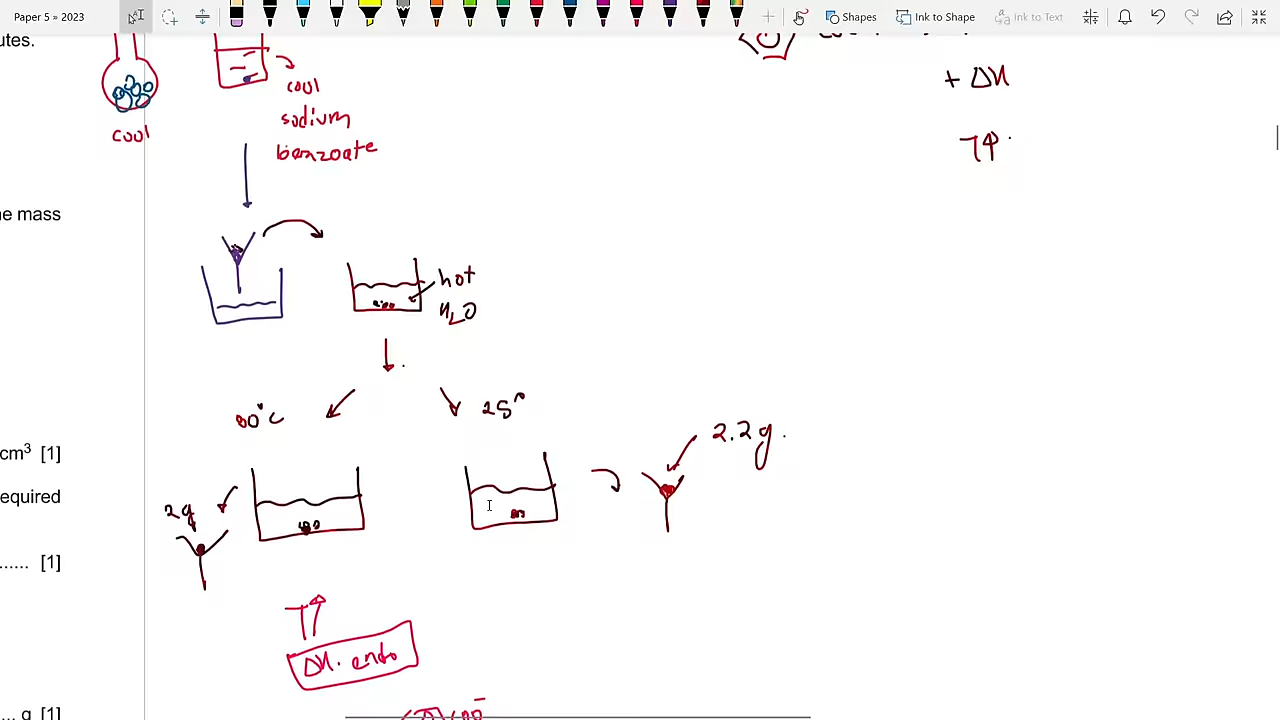 Paper 5 » 2023
Shapes
Ink to Shape
Ink to Text
utes.
cool
cool
sodium
benzoate
+ ΔH
T↑
ne mass
hot
H2O
80°C
25°
2.2g.
cm³ [1]
equired
2g
...... [1]
T↑
ΔH. endo
... g [1]